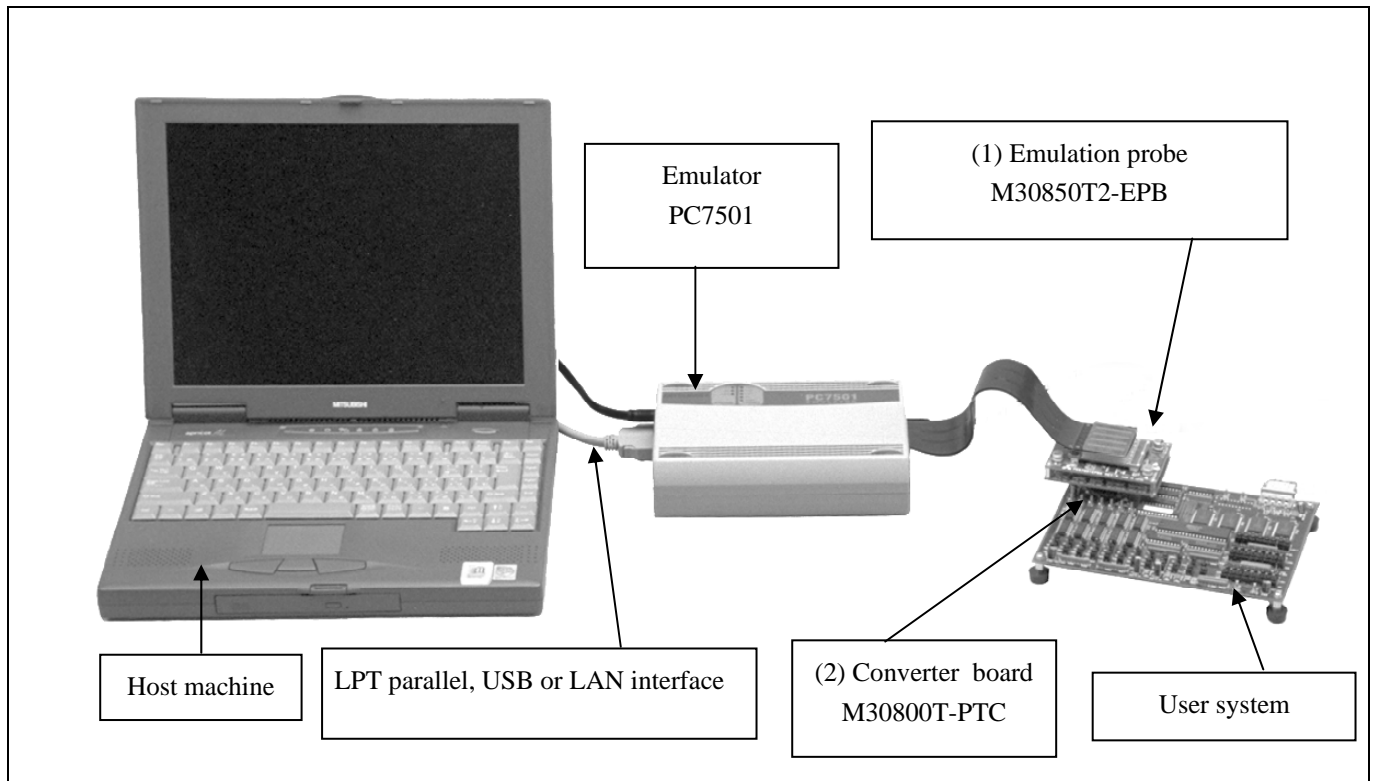 Emulator
PC7501
(1) Emulation probe
M30850T2-EPB
MITSUBISHI
PC7501
Host machine
LPT parallel, USB or LAN interface
(2) Converter board
M30800T-PTC
User system